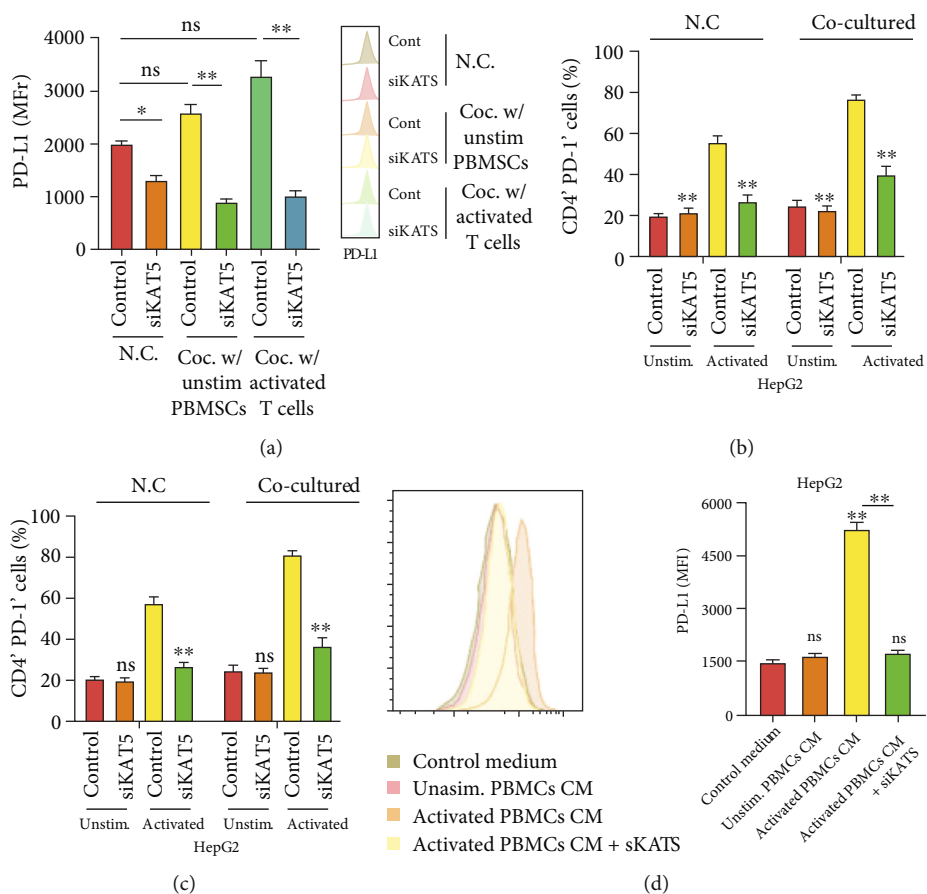 ns
ns
**
**
*
4000
3000
2000
1000
0
PD-L1 (MFr)
Control
siKAT5
Control
siKAT5
Control
siKAT5
N.C.
Coc. w/
unstim
PBMSCs
Coc. w/
activated
T cells
Cont
siKATS
N.C.
Cont
siKATS
Coc. w/
unstim
PBMSCs
Cont
siKATS
Coc. w/
activated
T cells
PD-L1
(a)
N.C
Co-cultured
100
80
60
40
20
0
CD4' PD-1' cells (%)
**
**
**
**
Control
siKAT5
Control
siKAT5
Control
siKAT5
Control
siKAT5
Unstim.
Activated
Unstim.
Activated
HepG2
(b)
N.C
Co-cultured
100
80
60
40
20
0
CD4' PD-1' cells (%)
ns
**
ns
**
Control
siKAT5
Control
siKAT5
Control
siKAT5
Control
siKAT5
Unstim.
Activated
Unstim.
Activated
HepG2
(c)
Control medium
Unasim. PBMCs CM
Activated PBMCs CM
Activated PBMCs CM + sKATS
HepG2
6000
4500
3000
1500
0
PD-L1 (MFI)
ns
**
**
ns
Control medium
Unstim. PBMCs CM
Activated PBMCs CM
Activated PBMCs CM
+ siKATS
(d)